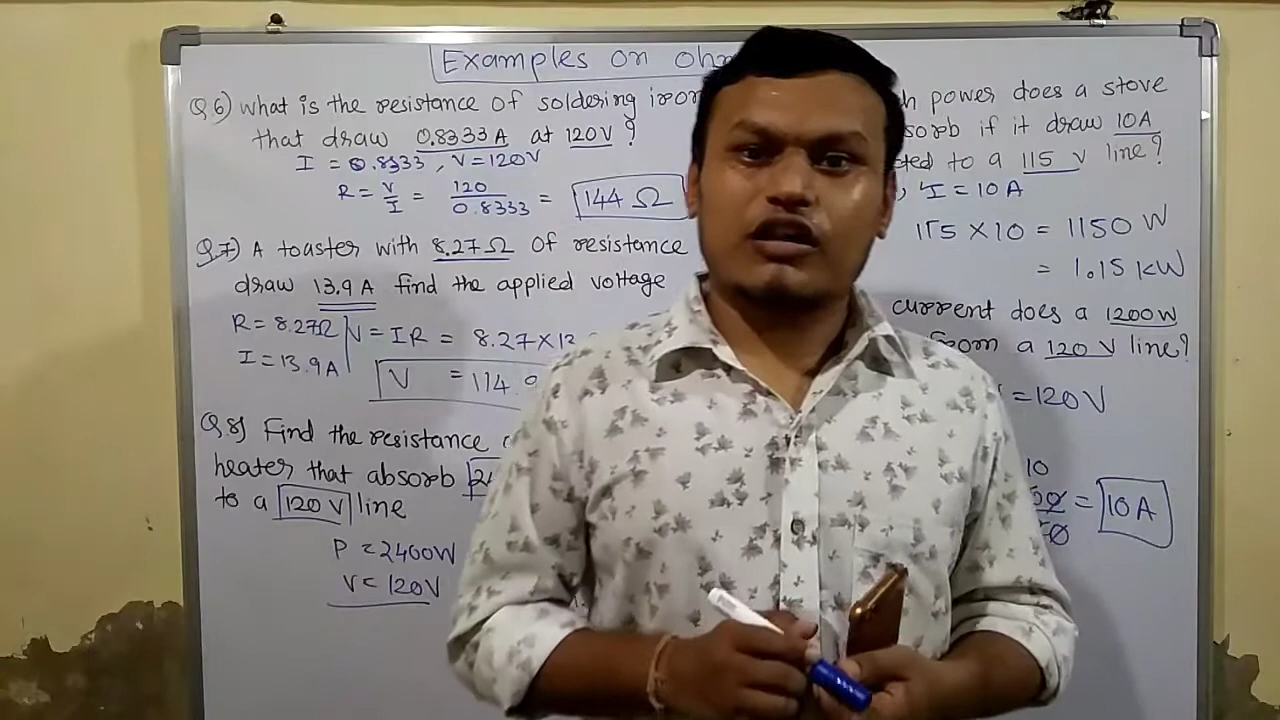 Examples on ohm
Q.6) What is the resistance of soldering iron
that draw 0.8333 A at 120 V ?
I = 0.8333 , V = 120V
R = V/I = 120/0.8333 = 144 Ω
Q.7) A toaster with 8.27 Ω of resistance
draw 13.9 A find the applied voltage
R = 8.27Ω V = IR = 8.27×13
I = 13.9A V = 114.9
Q.8) Find the resistance
heater that absorb 24
to a 120 V line
P = 2400W
V = 120V
power does a stove
if it draw 10A
to a 115 V line?
, I = 10 A
115 × 10 = 1150 W
= 1.15 kW
current does a 1200W
from a 120 V line?
= 120V
10
= 10 A